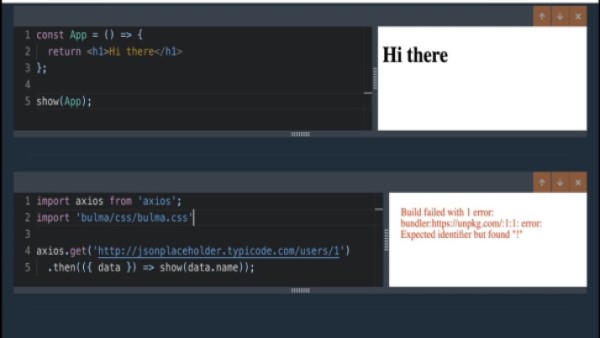 1 const App = () => {
2 return <h1>Hi there</h1>
3 };
4
5 show(App);
Hi there
1 import axios from 'axios';
2 import 'bulma/css/bulma.css'
3
4 axios.get('http://jsonplaceholder.typicode.com/users/1')
5 .then(({ data }) => show(data.name));
Build failed with 1 error:
bundler:https://unpkg.com/:1:1: error:
Expected identifier but found "!"